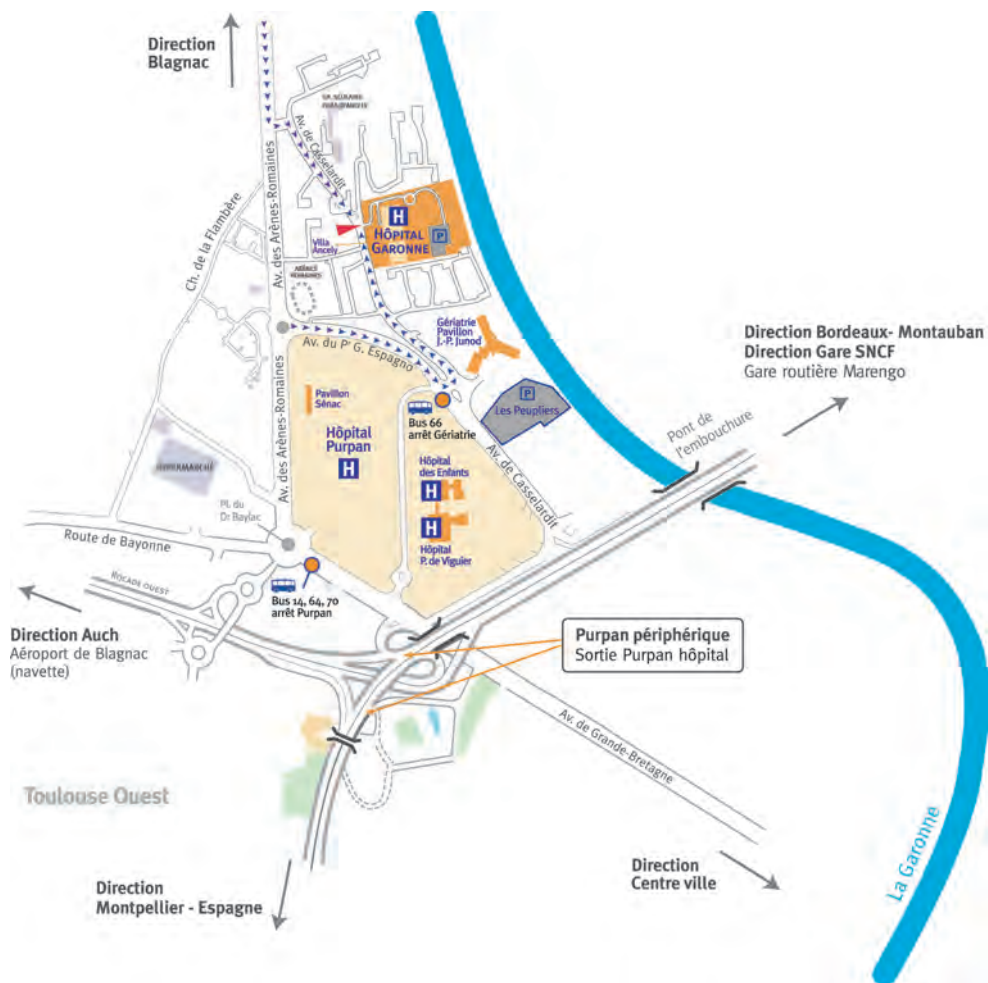 Direction
Blagnac
Av. de Casselardit
Av. des Arènes-Romaines
Ch. de la Flambère
H
HÔPITAL
GARONNE
P
Villa
Ancely
ARÈNES
ROMAINES
Gériatrie
Pavillon
J.-P. Junod
Av. du Pr G. Espagno
Direction Bordeaux- Montauban
Direction Gare SNCF
Gare routière Marengo
Pavillon
Sénac
Bus 66
arrêt Gériatrie
P
Les Peupliers
Pont de
l'embouchure
Av. des Arènes-Romaines
Hôpital
Purpan
H
Hôpital
des Enfants
H
H
Hôpital
P. de Viguier
Av. de Casselardit
HYPERMARCHÉ
Pl. du
Dr Baylac
Route de Bayonne
Rocade ouest
Bus 14, 64, 70
arrêt Purpan
Direction Auch
Aéroport de Blagnac
(navette)
Purpan périphérique
Sortie Purpan hôpital
Av. de Grande-Bretagne
Toulouse Ouest
Direction
Centre ville
La Garonne
Direction
Montpellier - Espagne